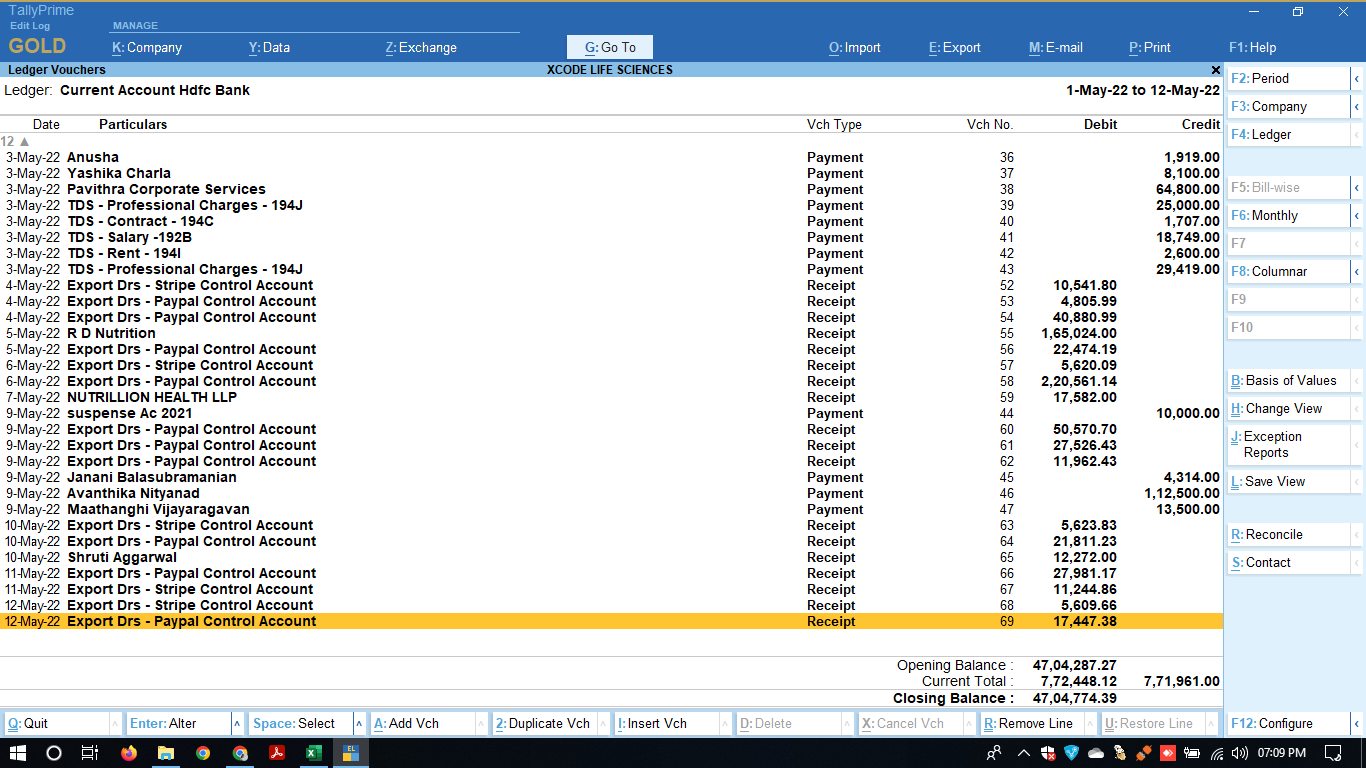 TallyPrime
Edit Log
GOLD
MANAGE
K: Company Y: Data Z: Exchange G: Go To O: Import E: Export M: E-mail P: Print F1: Help
Ledger Vouchers XCODE LIFE SCIENCES
Ledger: Current Account Hdfc Bank 1-May-22 to 12-May-22
Date Particulars Vch Type Vch No. Debit Credit
12 ▲
3-May-22 Anusha Payment 36 1,919.00
3-May-22 Yashika Charla Payment 37 8,100.00
3-May-22 Pavithra Corporate Services Payment 38 64,800.00
3-May-22 TDS - Professional Charges - 194J Payment 39 25,000.00
3-May-22 TDS - Contract - 194C Payment 40 1,707.00
3-May-22 TDS - Salary -192B Payment 41 18,749.00
3-May-22 TDS - Rent - 194I Payment 42 2,600.00
3-May-22 TDS - Professional Charges - 194J Payment 43 29,419.00
4-May-22 Export Drs - Stripe Control Account Receipt 52 10,541.80
4-May-22 Export Drs - Paypal Control Account Receipt 53 4,805.99
4-May-22 Export Drs - Paypal Control Account Receipt 54 40,880.99
5-May-22 R D Nutrition Receipt 55 1,65,024.00
5-May-22 Export Drs - Paypal Control Account Receipt 56 22,474.19
6-May-22 Export Drs - Stripe Control Account Receipt 57 5,620.09
6-May-22 Export Drs - Paypal Control Account Receipt 58 2,20,561.14
7-May-22 NUTRILLION HEALTH LLP Receipt 59 17,582.00
9-May-22 suspense Ac 2021 Payment 44 10,000.00
9-May-22 Export Drs - Paypal Control Account Receipt 60 50,570.70
9-May-22 Export Drs - Paypal Control Account Receipt 61 27,526.43
9-May-22 Export Drs - Paypal Control Account Receipt 62 11,962.43
9-May-22 Janani Balasubramanian Payment 45 4,314.00
9-May-22 Avanthika Nityanad Payment 46 1,12,500.00
9-May-22 Maathanghi Vijayaragavan Payment 47 13,500.00
10-May-22 Export Drs - Stripe Control Account Receipt 63 5,623.83
10-May-22 Export Drs - Paypal Control Account Receipt 64 21,811.23
10-May-22 Shruti Aggarwal Receipt 65 12,272.00
11-May-22 Export Drs - Paypal Control Account Receipt 66 27,981.17
11-May-22 Export Drs - Stripe Control Account Receipt 67 11,244.86
12-May-22 Export Drs - Stripe Control Account Receipt 68 5,609.66
12-May-22 Export Drs - Paypal Control Account Receipt 69 17,447.38
Opening Balance : 47,04,287.27
Current Total : 7,72,448.12 7,71,961.00
Closing Balance : 47,04,774.39
F2: Period
F3: Company
F4: Ledger
F5: Bill-wise
F6: Monthly
F7
F8: Columnar
F9
F10
B: Basis of Values
H: Change View
J: Exception
Reports
L: Save View
R: Reconcile
S: Contact
Q: Quit Enter: Alter Space: Select A: Add Vch 2: Duplicate Vch I: Insert Vch D: Delete X: Cancel Vch R: Remove Line U: Restore Line F12: Configure
EL
07:09 PM